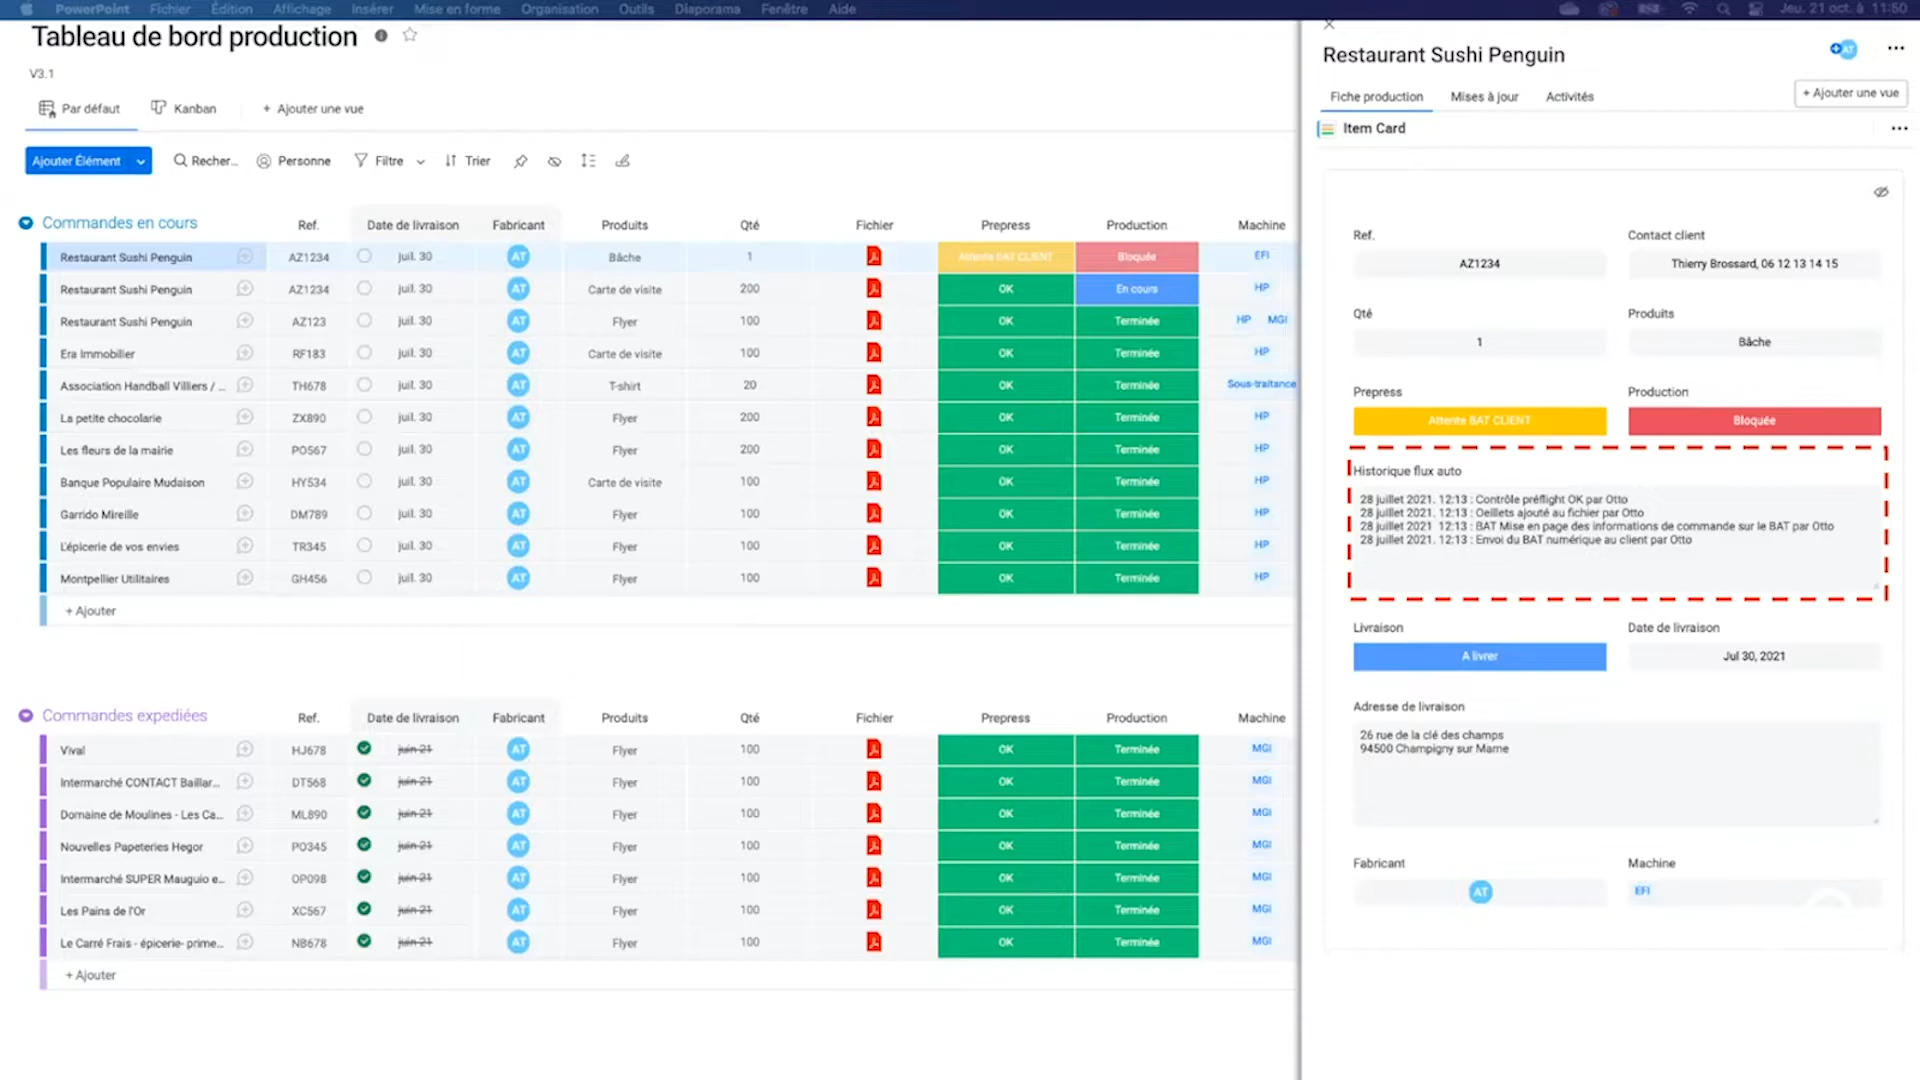 PowerPoint Fichier Édition Affichage Insérer Mise en forme Organisation Outils Diaporama Fenêtre Aide Jeu. 21 oct. à 11:50
Tableau de bord production
V3.1
Par défaut Kanban + Ajouter une vue
Ajouter Élément Recher... Personne Filtre Trier
Commandes en cours Ref. Date de livraison Fabricant Produits Qté Fichier Prepress Production Machine
Restaurant Sushi Penguin AZ1234 juil. 30 AT Bâche 1 Attente BAT CLIENT Bloquée EFI
Restaurant Sushi Penguin AZ1234 juil. 30 AT Carte de visite 200 OK En cours HP
Restaurant Sushi Penguin AZ123 juil. 30 AT Flyer 100 OK Terminée HP MGI
Era Immobilier RF183 juil. 30 AT Carte de visite 100 OK Terminée HP
Association Handball Villiers / ... TH678 juil. 30 AT T-shirt 20 OK Terminée Sous-traitance
La petite chocolarie ZX890 juil. 30 AT Flyer 200 OK Terminée HP
Les fleurs de la mairie PO567 juil. 30 AT Flyer 200 OK Terminée HP
Banque Populaire Mudaison HY534 juil. 30 AT Carte de visite 100 OK Terminée HP
Garrido Mireille DM789 juil. 30 AT Flyer 100 OK Terminée HP
L'épicerie de vos envies TR345 juil. 30 AT Flyer 100 OK Terminée HP
Montpellier Utilitaires GH456 juil. 30 AT Flyer 100 OK Terminée HP
+ Ajouter
Commandes expediées Ref. Date de livraison Fabricant Produits Qté Fichier Prepress Production Machine
Vival HJ678 juin 21 AT Flyer 100 OK Terminée MGI
Intermarché CONTACT Baillar... DT568 juin 21 AT Flyer 100 OK Terminée MGI
Domaine de Moulines - Les Ca... ML890 juin 21 AT Flyer 100 OK Terminée MGI
Nouvelles Papeteries Hegor PO345 juin 21 AT Flyer 100 OK Terminée MGI
Intermarché SUPER Mauguio e... OP098 juin 21 AT Flyer 100 OK Terminée MGI
Les Pains de l'Or XC567 juin 21 AT Flyer 100 OK Terminée MGI
Le Carré Frais - épicerie- prime... NB678 juin 21 AT Flyer 100 OK Terminée MGI
+ Ajouter
Restaurant Sushi Penguin AT
Fiche production Mises à jour Activités + Ajouter une vue
Item Card
Ref. Contact client
AZ1234 Thierry Brossard, 06 12 13 14 15
Qté Produits
1 Bâche
Prepress Production
Attente BAT CLIENT Bloquée
Historique flux auto
28 juillet 2021. 12:13 : Contrôle préflight OK par Otto
28 juillet 2021. 12:13 : Oeillets ajouté au fichier par Otto
28 juillet 2021 12:13 : BAT Mise en page des informations de commande sur le BAT par Otto
28 juillet 2021. 12:13 : Envoi du BAT numérique au client par Otto
Livraison Date de livraison
A livrer Jul 30, 2021
Adresse de livraison
26 rue de la clé des champs
94500 Champigny sur Marne
Fabricant Machine
AT EFI